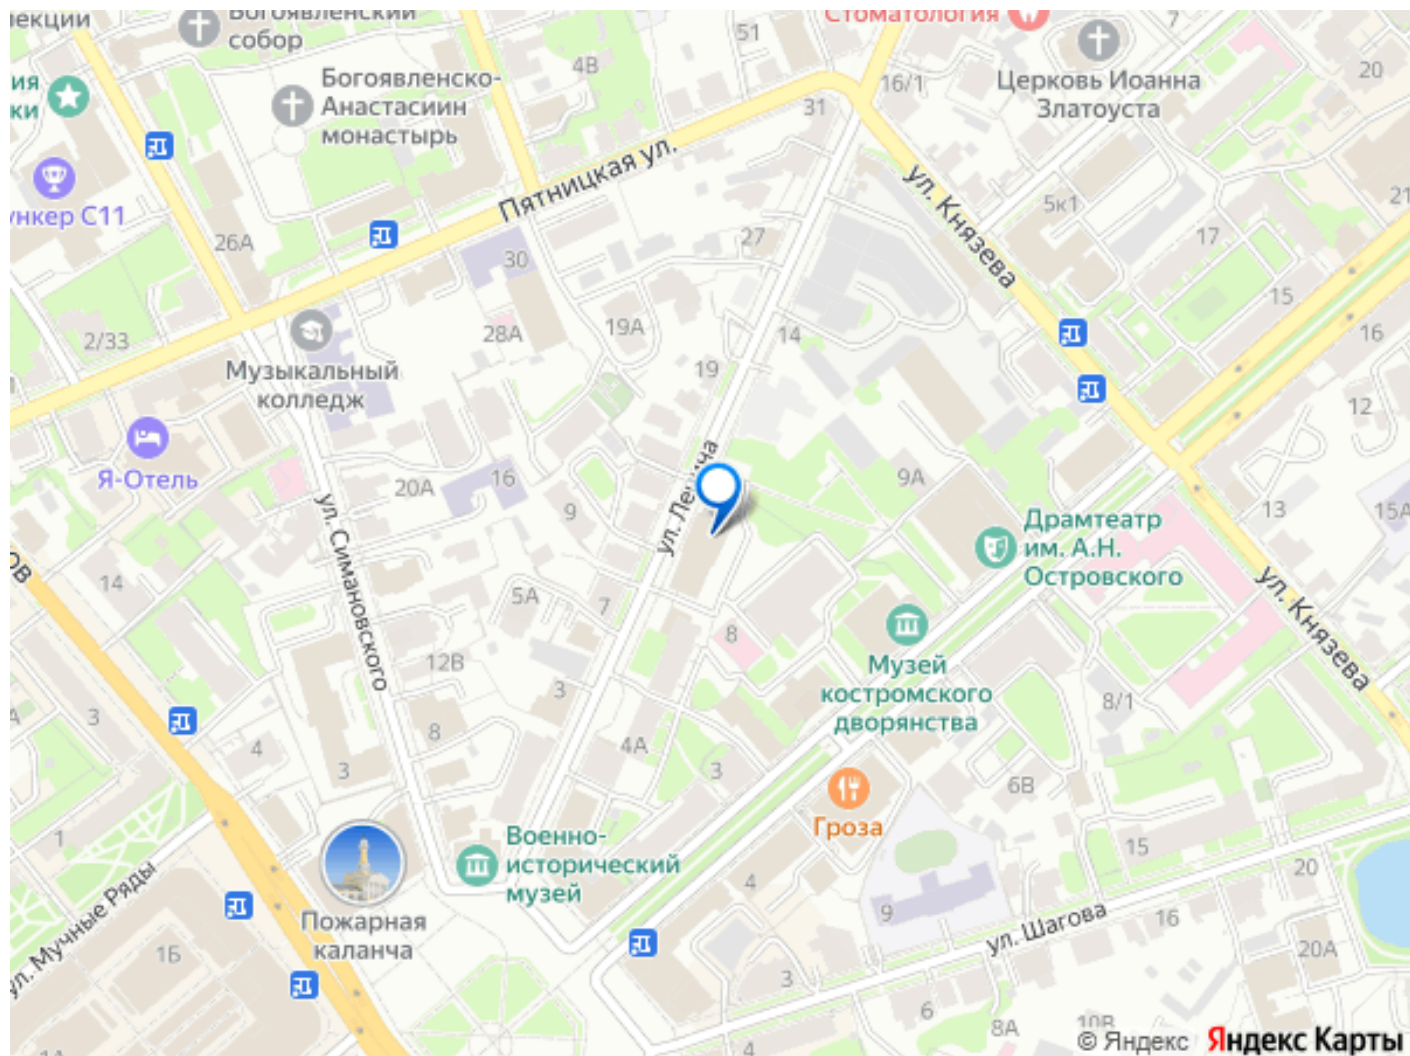 Богоявленский
собор
Стоматология
51
7
4В
16/1
20
Богоявленско-
Анастасиин
монастырь
Церковь Иоанна
Златоуста
31
Пятницкая ул.
ул. Князева
5к1
21
17
26А
27
30
15
2/33
28А
19А
14
16
Музыкальный
колледж
19
12
Я-Отель
20А
16
9
9А
ул. Симановского
13
15А
Драмтеатр
им. А.Н.
Островского
14
5А
7
8
ул. Князева
12В
3
Музей
костромского
дворянства
8/1
3
4
8
4А
3
3
6В
Гроза
1
Военно-
исторический
музей
15
20
Пожарная
каланча
4
9
ул. Шагова
16
ул. Мучные Ряды
1Б
20А
3
6
8А
10В
4
© Яндекс Яндекс Карты